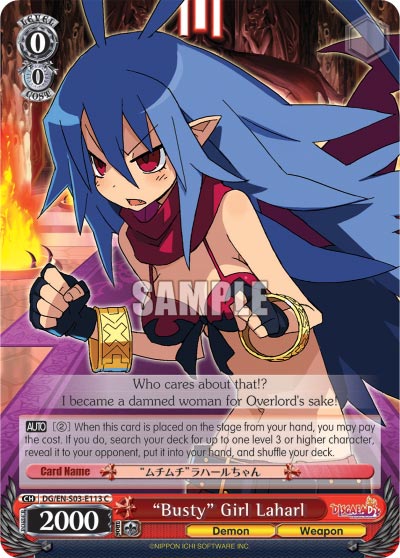 LEVEL
0
0
COST
SAMPLE
Who cares about that!?
I became a damned woman for Overlord's sake!
AUTO [②] When this card is placed on the stage from your hand, you may
pay the cost. If you do, search your deck for up to one level 3 or higher character,
reveal it to your opponent, put it into your hand, and shuffle your deck.
Card Name "ムチムチ"ラハールちゃん
CH DG/EN-S03-E113 C
POWER 2000 "Busty" Girl Laharl DISGAEA
Demon Weapon
©NIPPON ICHI SOFTWARE INC.